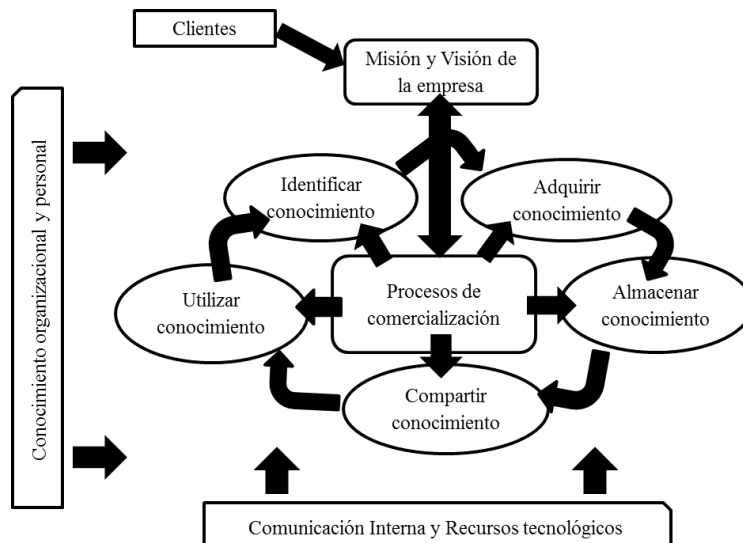 Clientes
Misión y Visión de
la empresa
Identificar
conocimiento
Adquirir
conocimiento
Conocimiento organizacional y personal
Utilizar
conocimiento
Procesos de
comercialización
Almacenar
conocimiento
Compartir
conocimiento
Comunicación Interna y Recursos tecnológicos